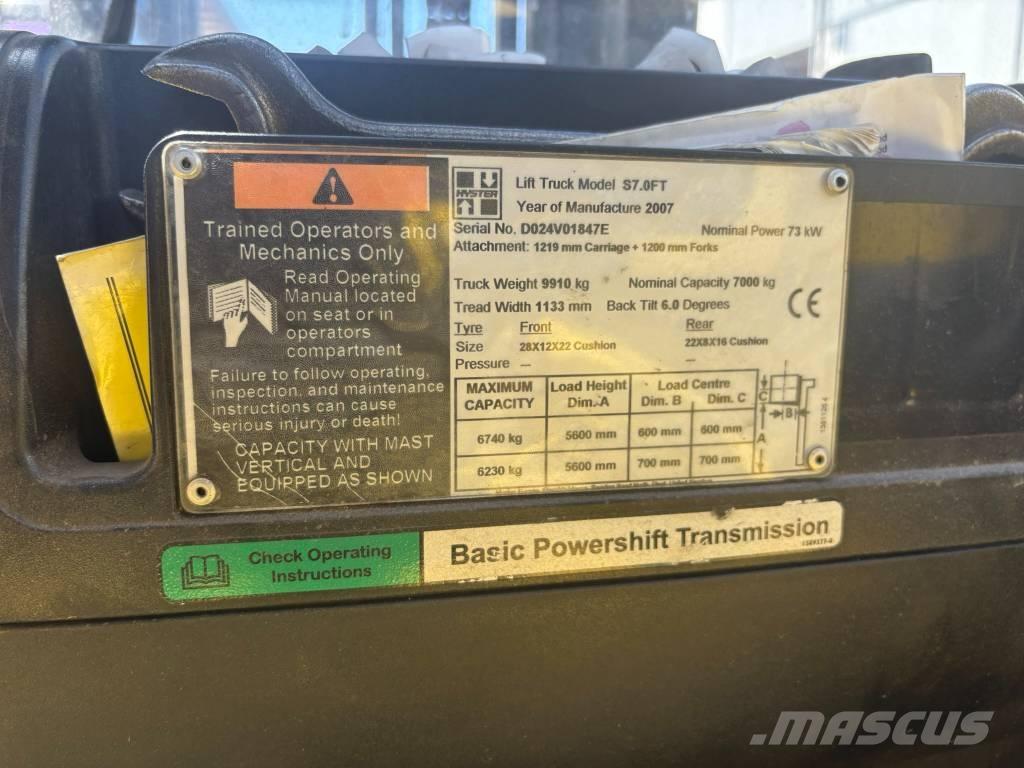 Trained Operators and
Mechanics Only
Read Operating
Manual located
on seat or in
operators
compartment
Failure to follow operating,
inspection, and maintenance
instructions can cause
serious injury or death!
CAPACITY WITH MAST
VERTICAL AND
EQUIPPED AS SHOWN
HYSTER
Lift Truck Model S7.0FT
Year of Manufacture 2007
Serial No. D024V01847E Nominal Power 73 kW
Attachment: 1219 mm Carriage + 1200 mm Forks
Truck Weight 9910 kg Nominal Capacity 7000 kg
Tread Width 1133 mm Back Tilt 6.0 Degrees
CE
Tyre Front Rear
Size 28X12X22 Cushion 22X8X16 Cushion
Pressure — —
MAXIMUM CAPACITY Load Height Dim. A Load Centre Dim. B Dim. C
6740 kg 5600 mm 600 mm 600 mm
6230 kg 5600 mm 700 mm 700 mm
C
B
A
Check Operating
Instructions
Basic Powershift Transmission
MASCUS